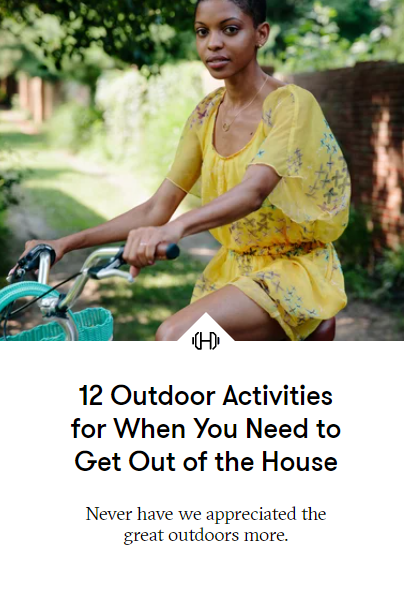 12 Outdoor Activities
for When You Need to
Get Out of the House
Never have we appreciated the
great outdoors more.